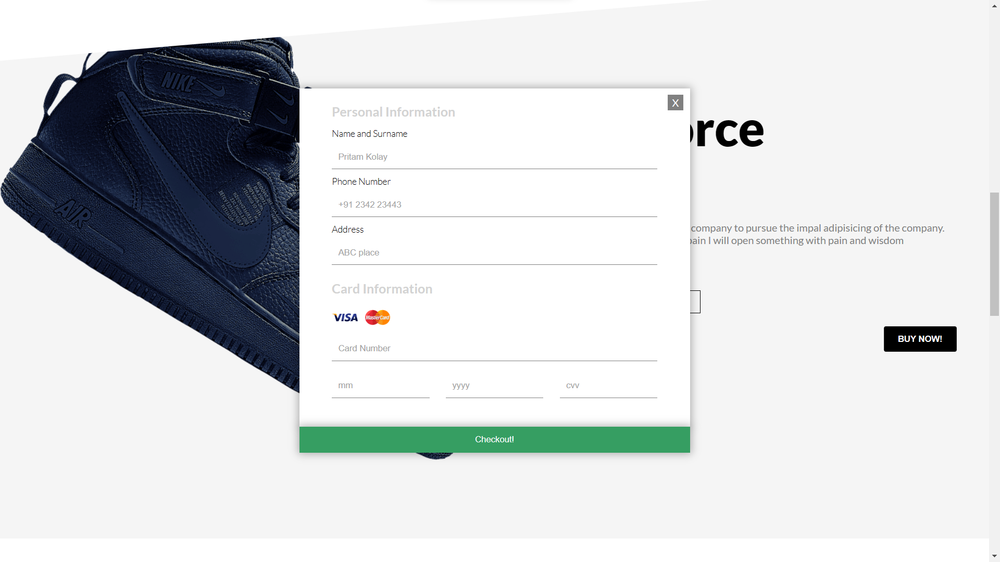 NIKE
AIR
X
Personal Information
Name and Surname
Pritam Kolay
Phone Number
+91 2342 23443
Address
ABC place
Card Information
VISA MasterCard
Card Number
mm yyyy cvv
Checkout!
rce
company to pursue the impal adipisicing of the company.
I will open something with pain and wisdom
BUY NOW!